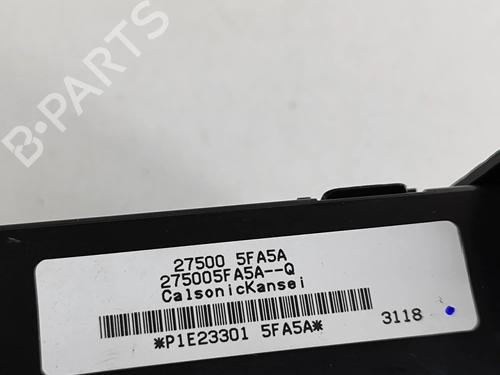 B-PARTS
27500 5FA5A
275005FA5A--Q
CalsonicKansei
*P1E23301 5FA5A*
3118